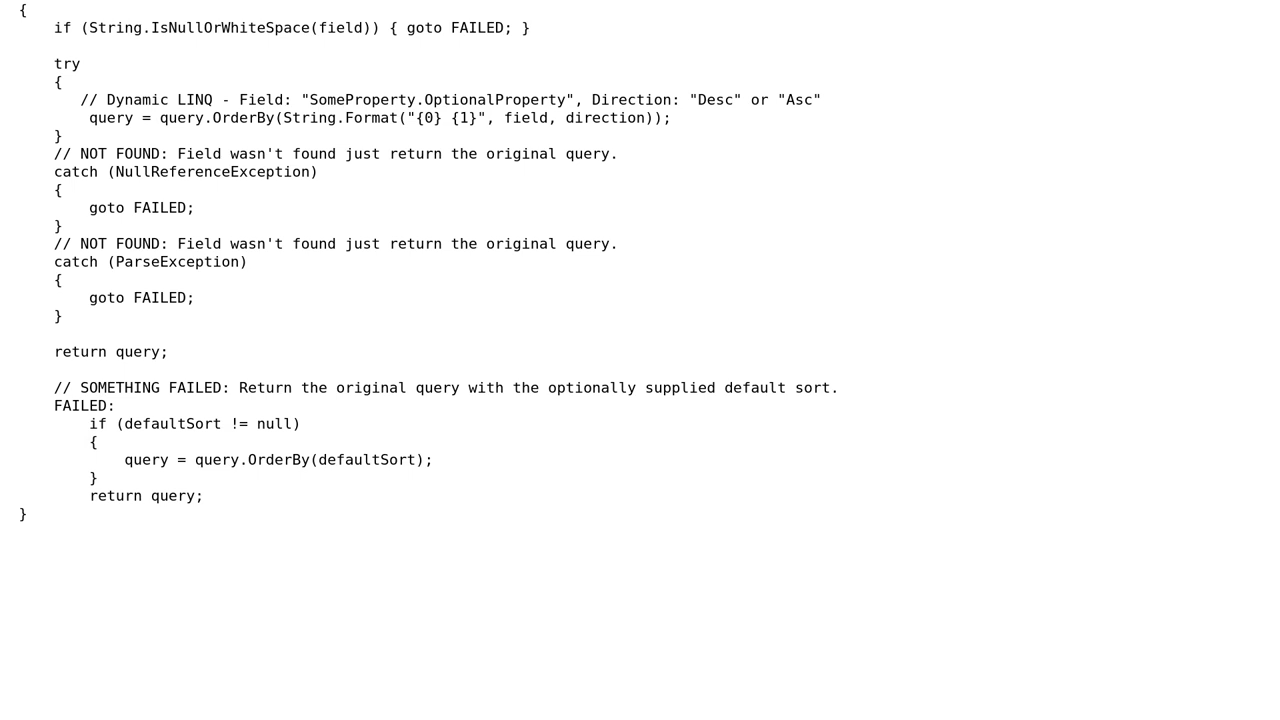 {
    if (String.IsNullOrWhiteSpace(field)) { goto FAILED; }

    try
    {
       // Dynamic LINQ - Field: "SomeProperty.OptionalProperty", Direction: "Desc" or "Asc"
        query = query.OrderBy(String.Format("{0} {1}", field, direction));
    }
    // NOT FOUND: Field wasn't found just return the original query.
    catch (NullReferenceException)
    {
        goto FAILED;
    }
    // NOT FOUND: Field wasn't found just return the original query.
    catch (ParseException)
    {
        goto FAILED;
    }

    return query;

    // SOMETHING FAILED: Return the original query with the optionally supplied default sort.
    FAILED:
        if (defaultSort != null)
        {
            query = query.OrderBy(defaultSort);
        }
        return query;
}